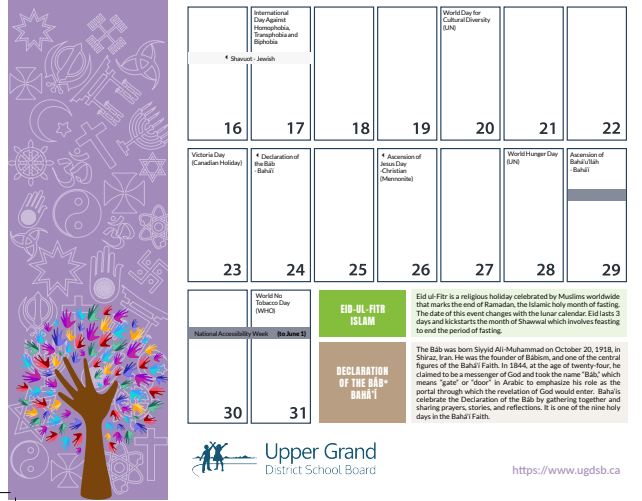 International
Day Against
Homophobia,
Transphobia and
Biphobia
World Day for
Cultural Diversity
(UN)
Shavuot - Jewish
16
17
18
19
20
21
22
Victoria Day
(Canadian Holiday)
Declaration of
the Báb
- Bahá'í
Ascension of
Jesus Day
-Christian
(Mennonite)
World Hunger Day
(UN)
Ascension of
Bahá'u'lláh
- Bahá'í
23
24
25
26
27
28
29
World No
Tobacco Day
(WHO)
National Accessibility Week (to June 1)
30
31
EID-UL-FITR
ISLAM
Eid ul-Fitr is a religious holiday celebrated by Muslims worldwide
that marks the end of Ramadan, the Islamic holy month of fasting.
The date of this event changes with the lunar calendar. Eid lasts 3
days and kickstarts the month of Shawwal which involves feasting
to end the period of fasting.
DECLARATION
OF THE BÁB*
BAHÁ'Í
The Báb was born Siyyid Ali-Muhammad on October 20, 1918, in
Shiraz, Iran. He was the founder of Bábism, and one of the central
figures of the Bahá'í Faith. In 1844, at the age of twenty-four, he
claimed to be a messenger of God and took the name "Báb," which
means "gate" or "door" in Arabic to emphasize his role as the
portal through which the revelation of God would enter. Baha'is
celebrate the Declaration of the Báb by gathering together and
sharing prayers, stories, and reflections. It is one of the nine holy
days in the Bahá'í Faith.
Upper Grand
District School Board
https://www.ugdsb.ca